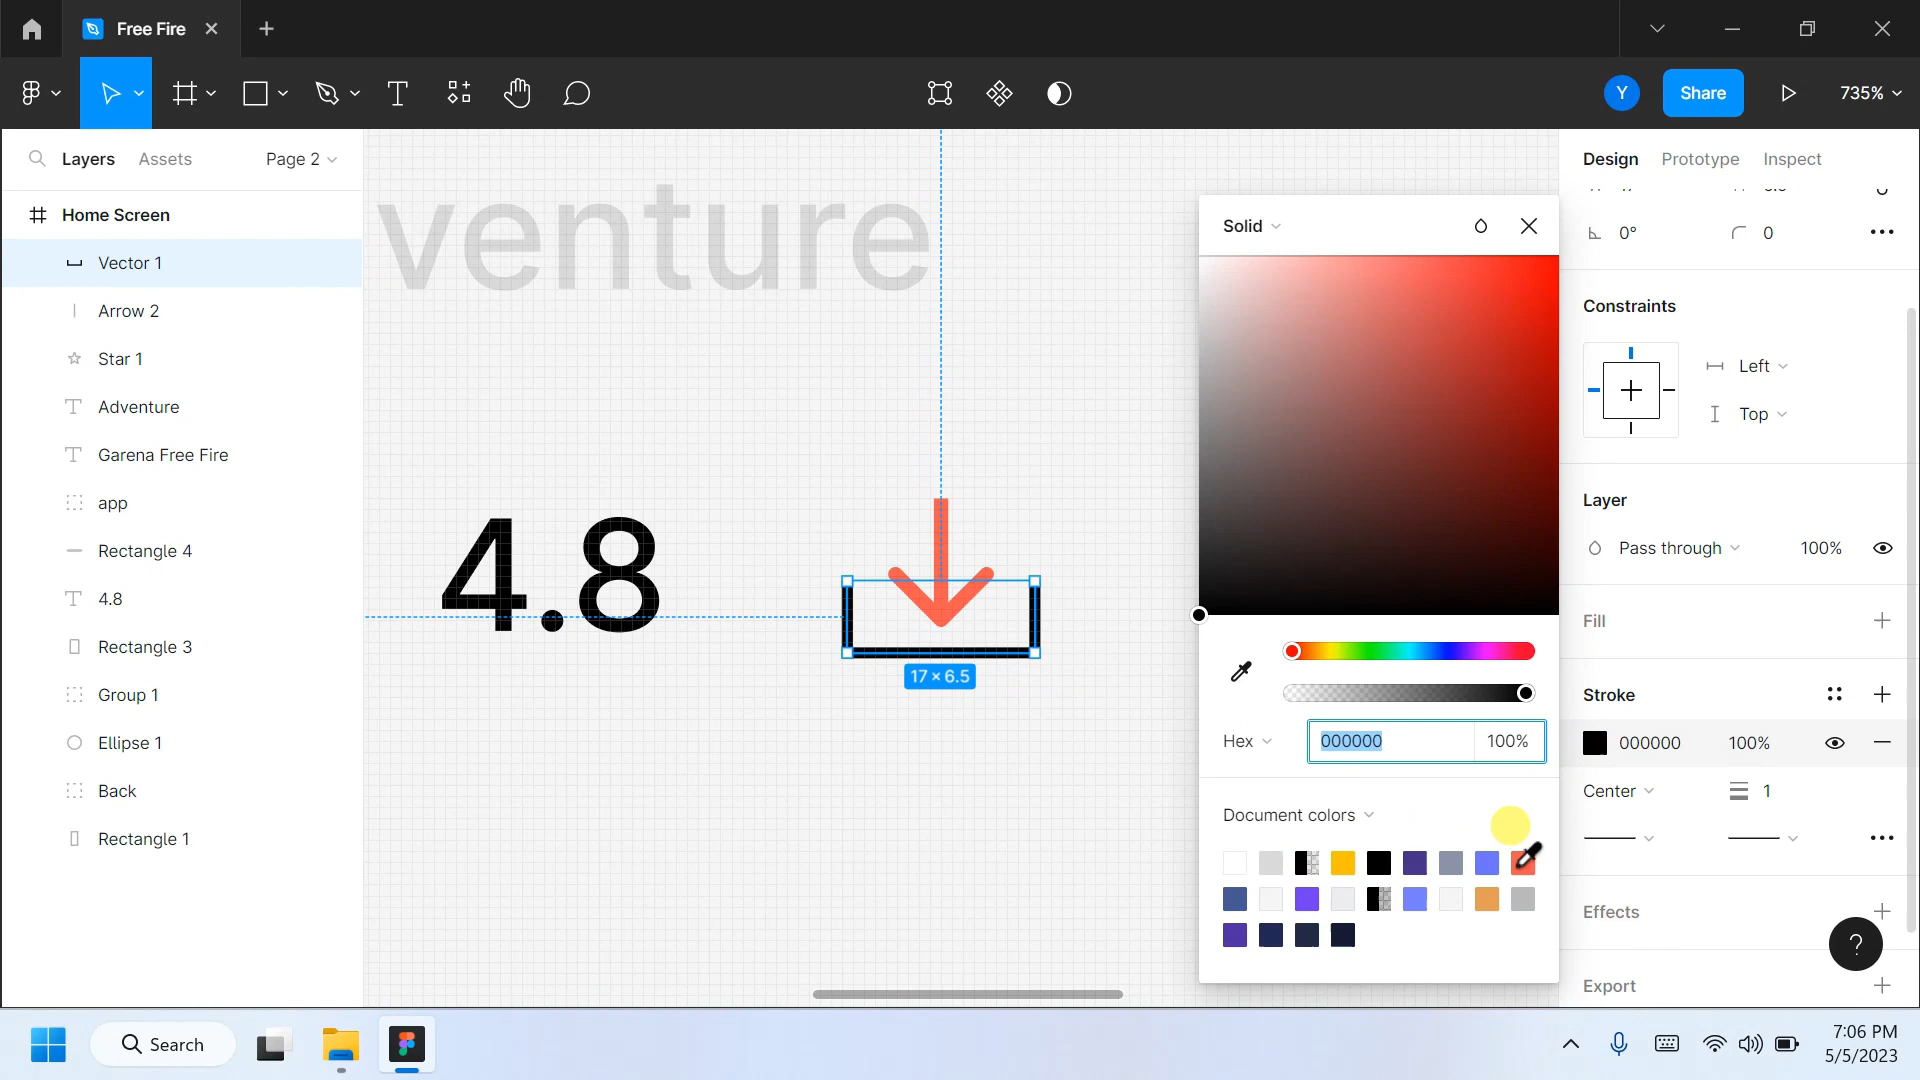 Free Fire
Share
735%
Layers
Assets
Page 2
Home Screen
Vector 1
Arrow 2
Star 1
Adventure
Garena Free Fire
app
Rectangle 4
4.8
Rectangle 3
Group 1
Ellipse 1
Back
Rectangle 1
venture
4.8
17 × 6.5
Solid
Hex
000000
100%
Document colors
Design
Prototype
Inspect
0°
0
Constraints
Left
Top
Layer
Pass through
100%
Fill
Stroke
000000
100%
Center
1
Effects
Export
?
Y
Search
7:06 PM
5/5/2023